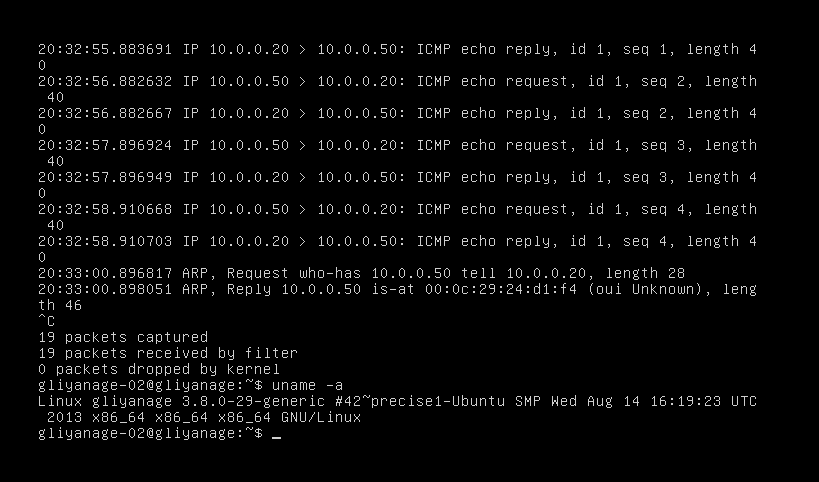 20:32:55.883691 IP 10.0.0.20 > 10.0.0.50: ICMP echo reply, id 1, seq 1, length 4
0
20:32:56.882632 IP 10.0.0.50 > 10.0.0.20: ICMP echo request, id 1, seq 2, length
 40
20:32:56.882667 IP 10.0.0.20 > 10.0.0.50: ICMP echo reply, id 1, seq 2, length 4
0
20:32:57.896924 IP 10.0.0.50 > 10.0.0.20: ICMP echo request, id 1, seq 3, length
 40
20:32:57.896949 IP 10.0.0.20 > 10.0.0.50: ICMP echo reply, id 1, seq 3, length 4
0
20:32:58.910668 IP 10.0.0.50 > 10.0.0.20: ICMP echo request, id 1, seq 4, length
 40
20:32:58.910703 IP 10.0.0.20 > 10.0.0.50: ICMP echo reply, id 1, seq 4, length 4
0
20:33:00.896817 ARP, Request who-has 10.0.0.50 tell 10.0.0.20, length 28
20:33:00.898051 ARP, Reply 10.0.0.50 is-at 00:0c:29:24:d1:f4 (oui Unknown), leng
th 46
^C
19 packets captured
19 packets received by filter
0 packets dropped by kernel
gliyanage-02@gliyanage:~$ uname -a
Linux gliyanage 3.8.0-29-generic #42~precise1-Ubuntu SMP Wed Aug 14 16:19:23 UTC
 2013 x86_64 x86_64 x86_64 GNU/Linux
gliyanage-02@gliyanage:~$ _